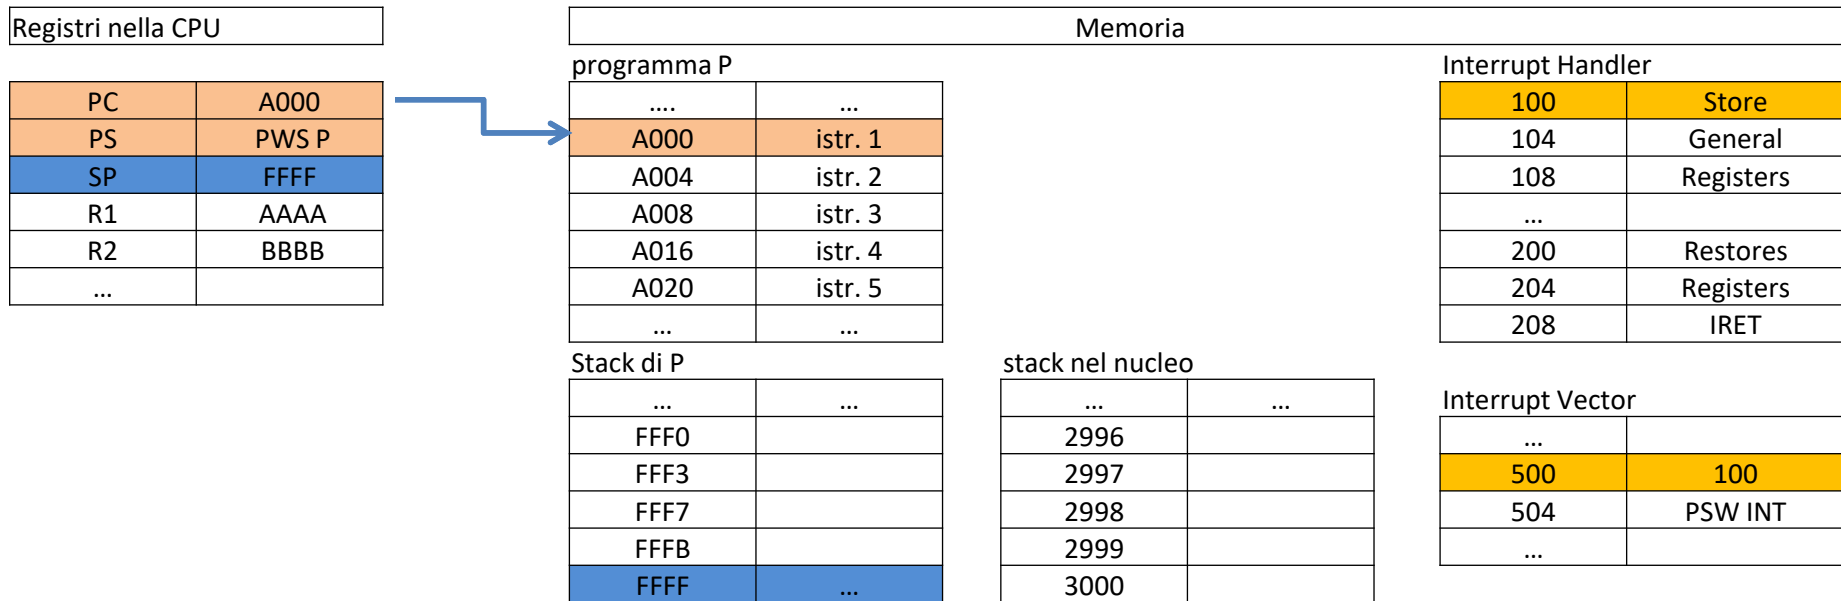 Registri nella CPU
Memoria
programma P
Interrupt Handler
PC A000
PS PWS P
SP FFFF
R1 AAAA
R2 BBBB
...
.... ...
A000 istr. 1
A004 istr. 2
A008 istr. 3
A016 istr. 4
A020 istr. 5
... ...
100 Store
104 General
108 Registers
...
200 Restores
204 Registers
208 IRET
Stack di P
... ...
FFF0
FFF3
FFF7
FFFB
FFFF ...
stack nel nucleo
... ...
2996
2997
2998
2999
3000
Interrupt Vector
...
500 100
504 PSW INT
...